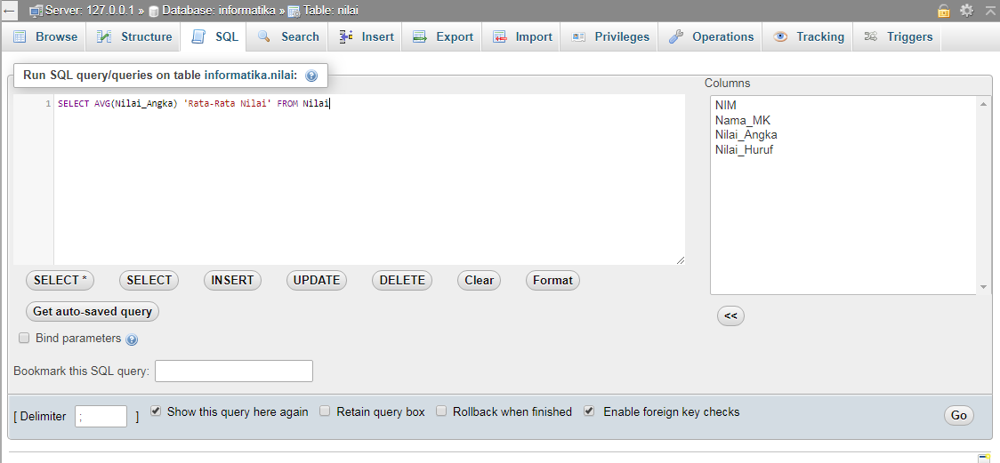 Server: 127.0.0.1 » Database: informatika » Table: nilai
Browse Structure SQL Search Insert Export Import Privileges Operations Tracking Triggers
Run SQL query/queries on table informatika.nilai:
1 SELECT AVG(Nilai_Angka) 'Rata-Rata Nilai' FROM Nilai
Columns
NIM
Nama_MK
Nilai_Angka
Nilai_Huruf
SELECT * SELECT INSERT UPDATE DELETE Clear Format
Get auto-saved query
<<
Bind parameters
Bookmark this SQL query:
[ Delimiter ; ] Show this query here again Retain query box Rollback when finished Enable foreign key checks Go